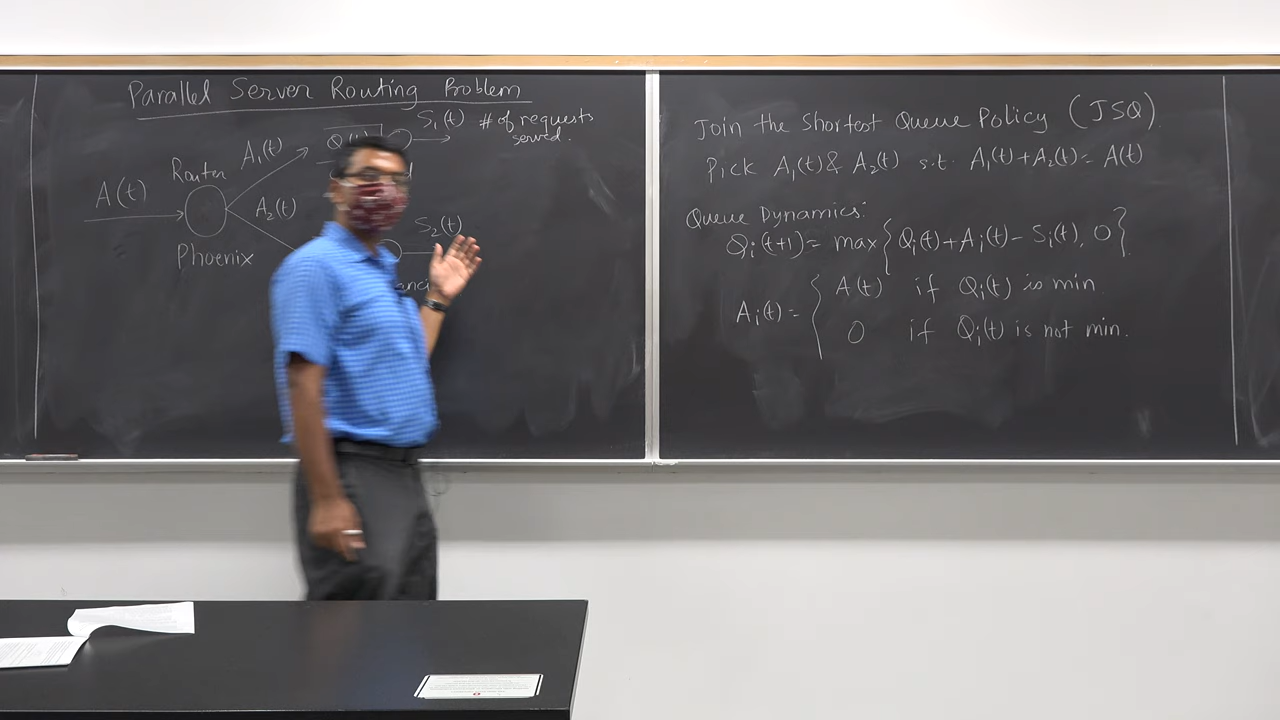 Parallel Server Routing Problem
S₁(t) # of requests
served.
A₁(t)
Router
A(t)
A₂(t)
S₂(t)
Phoenix
Join the Shortest Queue Policy (JSQ)
Pick A₁(t) & A₂(t) s.t. A₁(t)+A₂(t)=A(t)
Queue Dynamics:
Qᵢ(t+1)= max{Qᵢ(t)+Aᵢ(t)-Sᵢ(t), 0}.
Aᵢ(t)= { A(t) if Qᵢ(t) is min
0 if Qᵢ(t) is not min.